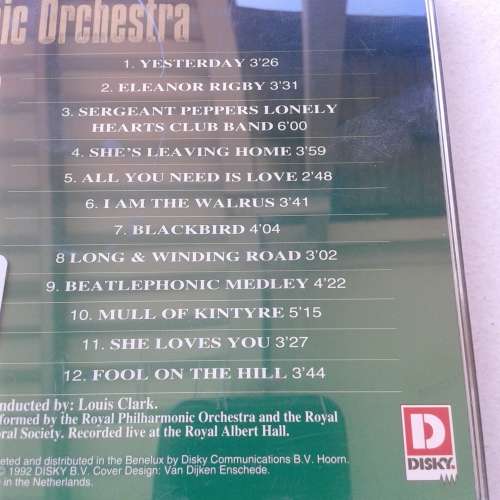 ic Orchestra
1. YESTERDAY 3'26
2. ELEANOR RIGBY 3'31
3. SERGEANT PEPPERS LONELY
HEARTS CLUB BAND 6'00
4. SHE'S LEAVING HOME 3'59
5. ALL YOU NEED IS LOVE 2'48
6. I AM THE WALRUS 3'41
7. BLACKBIRD 4'04
8 LONG & WINDING ROAD 3'02
9. BEATLEPHONIC MEDLEY 4'22
10. MULL OF KINTYRE 5'15
11. SHE LOVES YOU 3'27
12. FOOL ON THE HILL 3'44
nducted by: Louis Clark.
formed by the Royal Philharmonic Orchestra and the Royal
oral Society. Recorded live at the Royal Albert Hall.
eted and distributed in the Benelux by Disky Communications B.V. Hoorn.
© 1992 DISKY B.V. Cover Design: Van Dijken Enschede.
in the Netherlands.
D
DISKY.